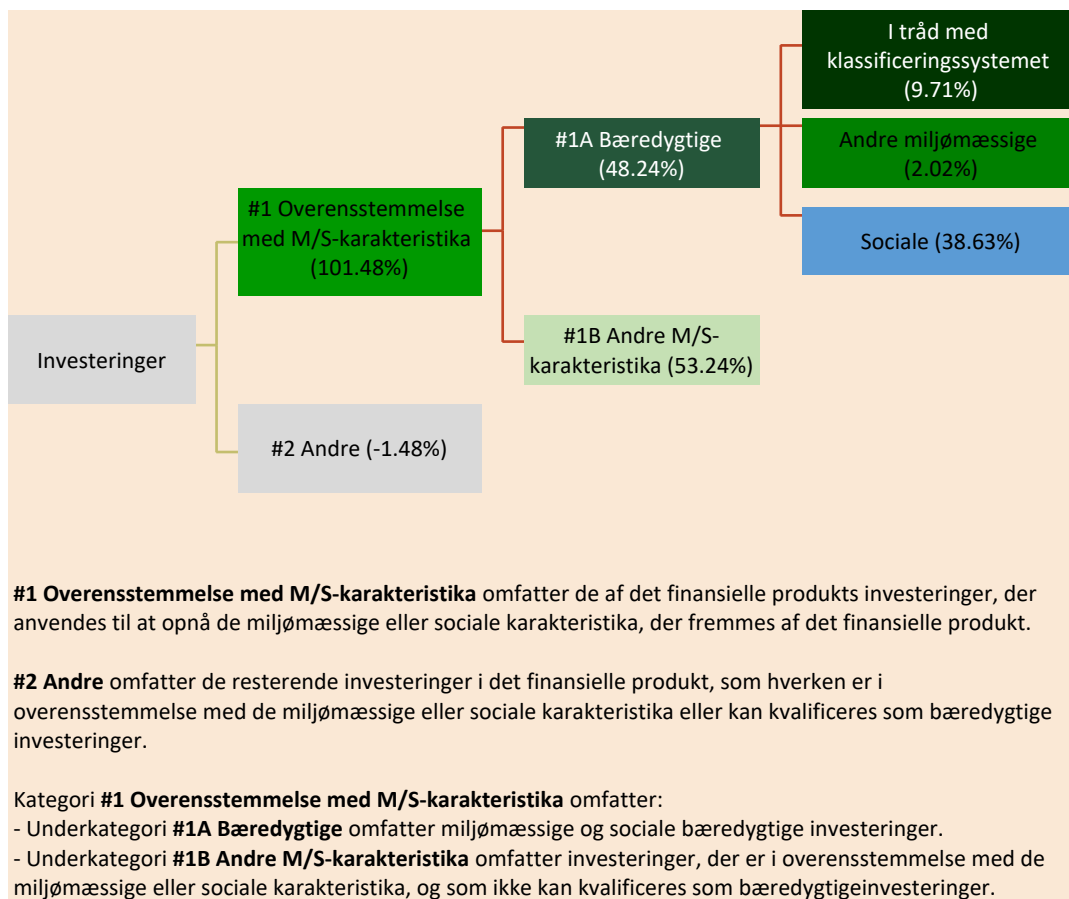 I tråd med
klassificeringssystemet
(9.71%)
#1A Bæredygtige
(48.24%)
Andre miljømæssige
(2.02%)
#1 Overensstemmelse
med M/S-karakteristika
(101.48%)
Sociale (38.63%)
Investeringer
#1B Andre M/S-
karakteristika (53.24%)
#2 Andre (-1.48%)
#1 Overensstemmelse med M/S-karakteristika omfatter de af det finansielle produkts investeringer, der
anvendes til at opnå de miljømæssige eller sociale karakteristika, der fremmes af det finansielle produkt.
#2 Andre omfatter de resterende investeringer i det finansielle produkt, som hverken er i
overensstemmelse med de miljømæssige eller sociale karakteristika eller kan kvalificeres som bæredygtige
investeringer.
Kategori #1 Overensstemmelse med M/S-karakteristika omfatter:
- Underkategori #1A Bæredygtige omfatter miljømæssige og sociale bæredygtige investeringer.
- Underkategori #1B Andre M/S-karakteristika omfatter investeringer, der er i overensstemmelse med de
miljømæssige eller sociale karakteristika, og som ikke kan kvalificeres som bæredygtigeinvesteringer.